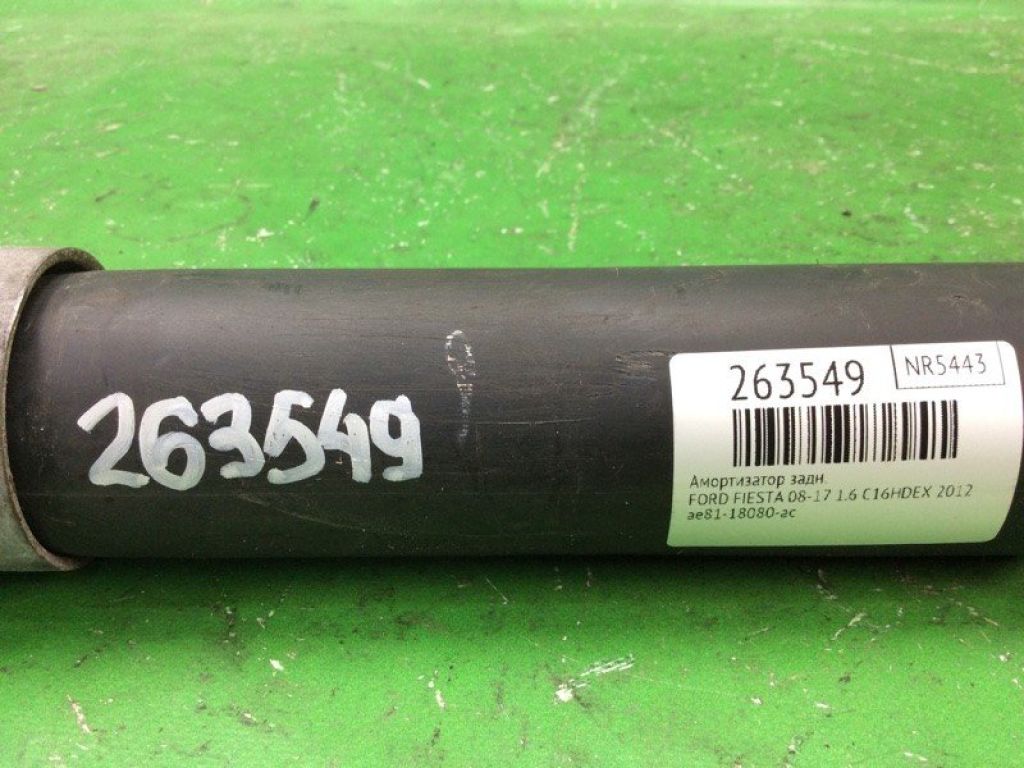 263549
263549
NR5443
Амортизатор задн.
FORD FIESTA 08-17 1.6 C16HDEX 2012
ae81-18080-ac